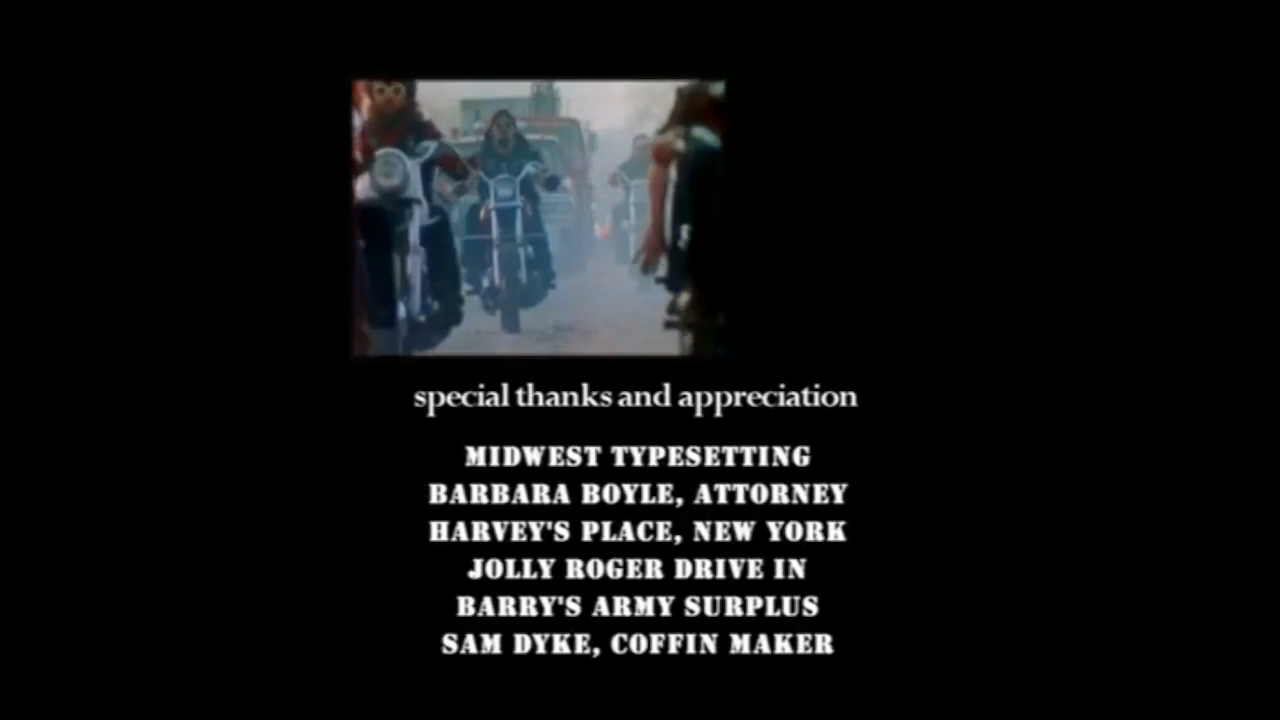 special thanks and appreciation
MIDWEST TYPESETTING
BARBARA BOYLE, ATTORNEY
HARVEY'S PLACE, NEW YORK
JOLLY ROGER DRIVE IN
BARRY'S ARMY SURPLUS
SAM DYKE, COFFIN MAKER